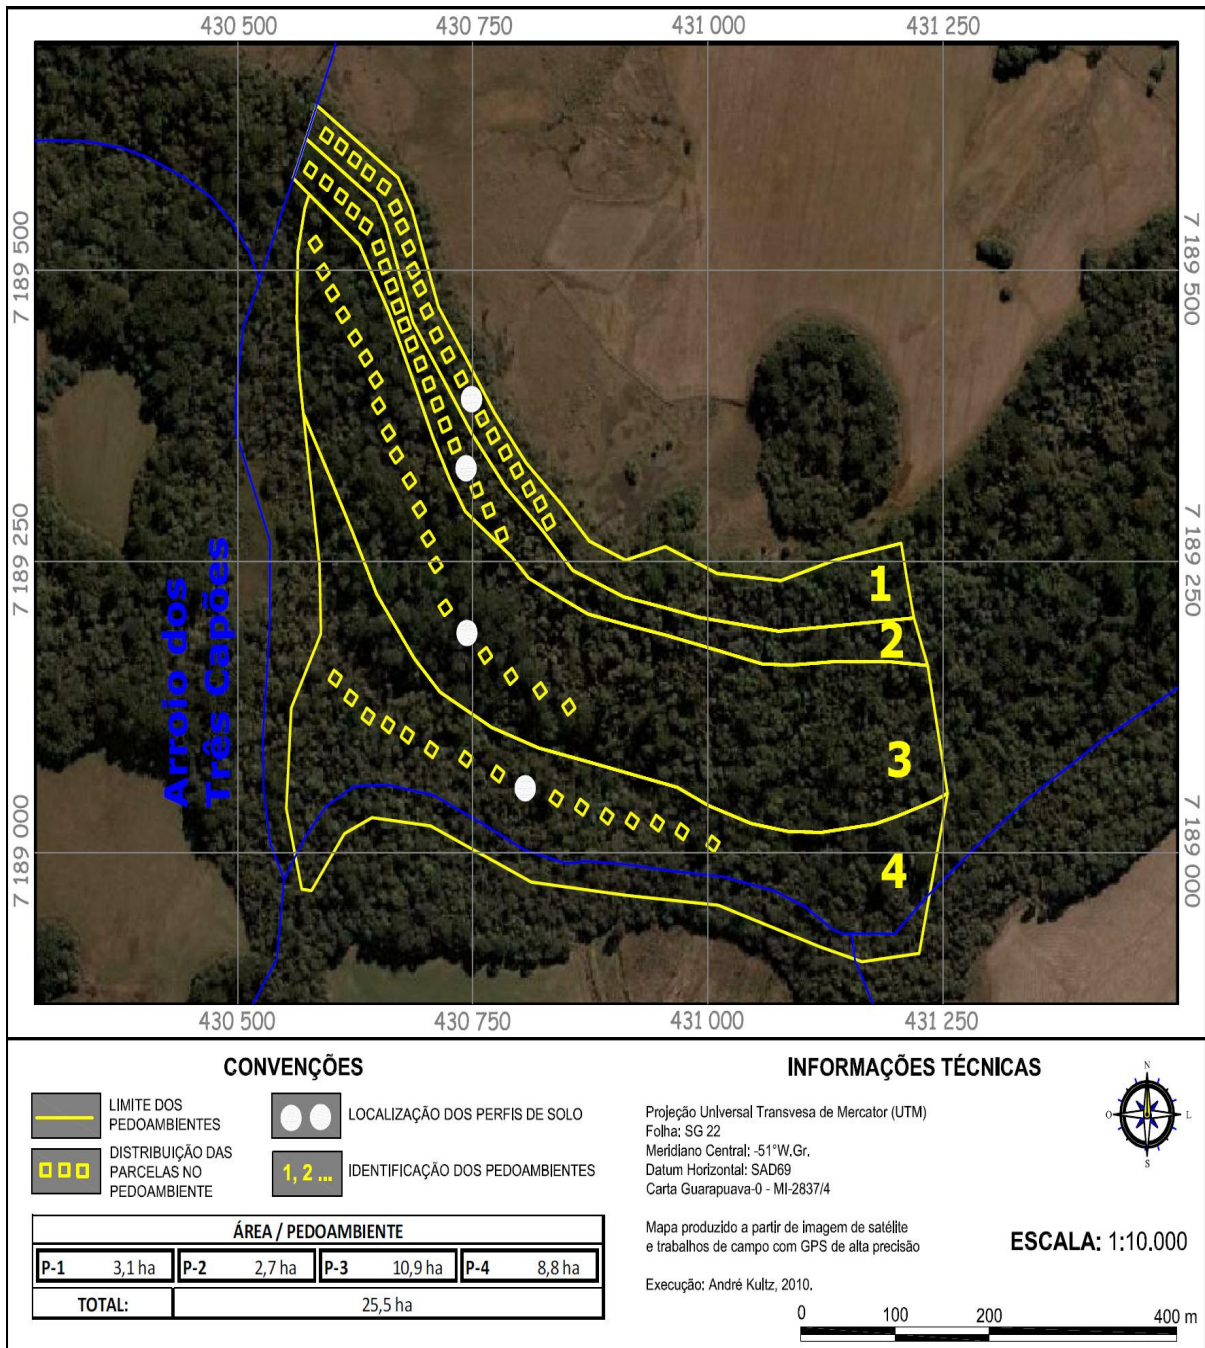 430 500
430 750
431 000
431 250
7 189 500
7 189 500
7 189 250
7 189 250
7 189 000
7 189 000
Arroio dos
Três Capões
1
2
3
4
430 500
430 750
431 000
431 250
CONVENÇÕES
LIMITE DOS
PEDOAMBIENTES
LOCALIZAÇÃO DOS PERFIS DE SOLO
DISTRIBUIÇÃO DAS
PARCELAS NO
PEDOAMBIENTE
1, 2 ...
IDENTIFICAÇÃO DOS PEDOAMBIENTES
ÁREA / PEDOAMBIENTE
P-1 3,1 ha P-2 2,7 ha P-3 10,9 ha P-4 8,8 ha
TOTAL: 25,5 ha
INFORMAÇÕES TÉCNICAS
Projeção Universal Transvesa de Mercator (UTM)
Folha: SG 22
Meridiano Central: -51°W.Gr.
Datum Horizontal: SAD69
Carta Guarapuava-0 - MI-2837/4
Mapa produzido a partir de imagem de satélite
e trabalhos de campo com GPS de alta precisão
Execução: André Kultz, 2010.
N
O
L
S
ESCALA: 1:10.000
0 100 200 400 m